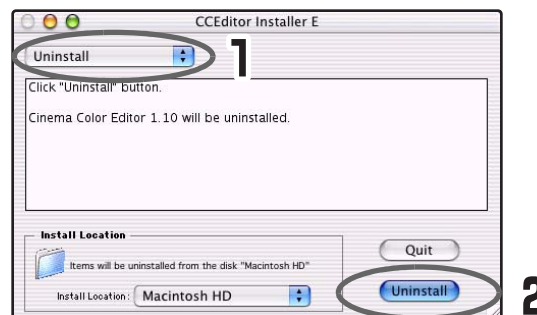 CCEditor Installer E
Uninstall
1
Click "Uninstall" button.
Cinema Color Editor 1.10 will be uninstalled.
Install Location
Items will be uninstalled from the disk "Macintosh HD"
Install Location: Macintosh HD
Quit
Uninstall
2